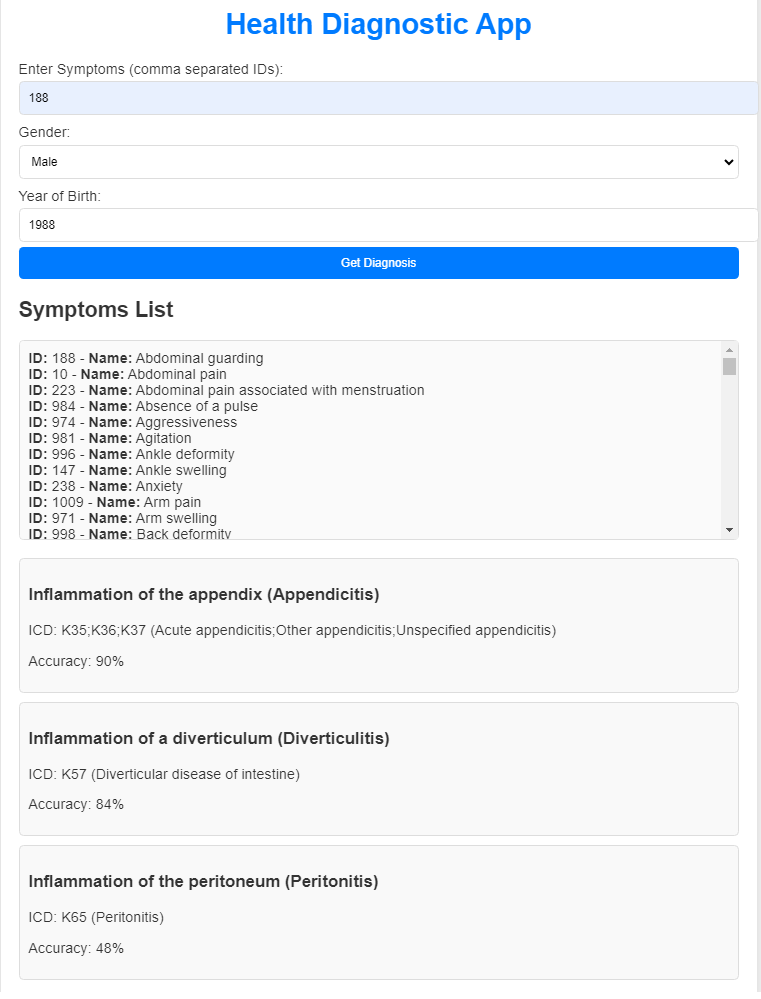 Health Diagnostic App
Enter Symptoms (comma separated IDs):
188
Gender:
Male
Year of Birth:
1988
Get Diagnosis
Symptoms List
ID: 188 - Name: Abdominal guarding
ID: 10 - Name: Abdominal pain
ID: 223 - Name: Abdominal pain associated with menstruation
ID: 984 - Name: Absence of a pulse
ID: 974 - Name: Aggressiveness
ID: 981 - Name: Agitation
ID: 996 - Name: Ankle deformity
ID: 147 - Name: Ankle swelling
ID: 238 - Name: Anxiety
ID: 1009 - Name: Arm pain
ID: 971 - Name: Arm swelling
ID: 998 - Name: Back deformity
Inflammation of the appendix (Appendicitis)
ICD: K35;K36;K37 (Acute appendicitis;Other appendicitis;Unspecified appendicitis)
Accuracy: 90%
Inflammation of a diverticulum (Diverticulitis)
ICD: K57 (Diverticular disease of intestine)
Accuracy: 84%
Inflammation of the peritoneum (Peritonitis)
ICD: K65 (Peritonitis)
Accuracy: 48%